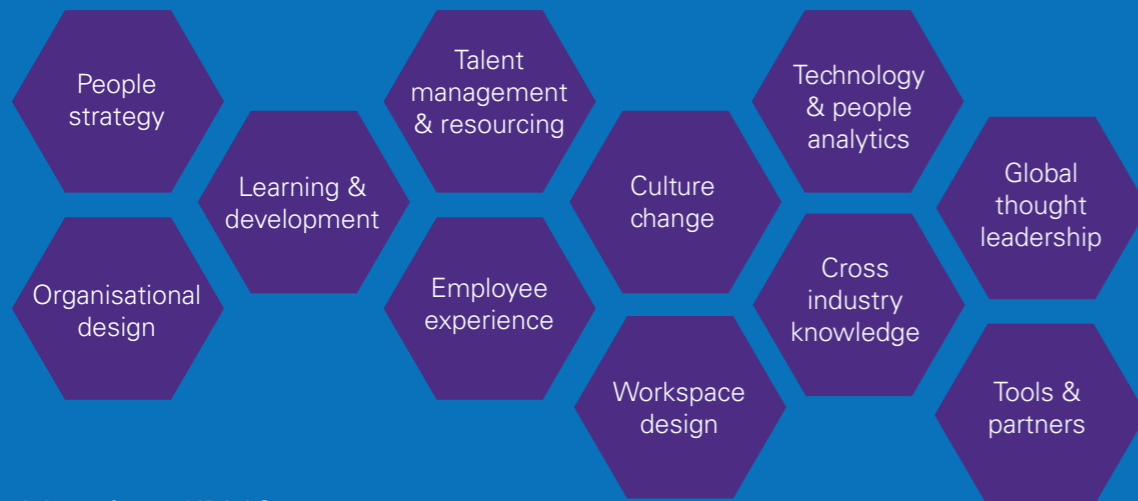 People
strategy
Organisational
design
Learning &
development
Talent
management
& resourcing
Employee
experience
Culture
change
Workspace
design
Technology
& people
analytics
Cross
industry
knowledge
Global
thought
leadership
Tools &
partners